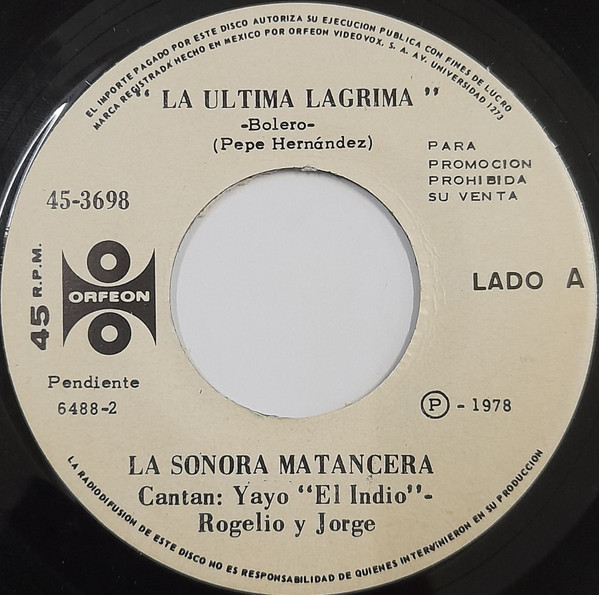 EL IMPORTE PAGADO POR ESTE DISCO AUTORIZA SU EJECUCION PUBLICA CON FINES DE LUCRO
MARCA REGISTRADA HECHO EN MEXICO POR ORFEON VIDEOVOX, S. A. AV. UNIVERSIDAD 1273
"LA ULTIMA LAGRIMA"
-Bolero-
(Pepe Hernández)
PARA
PROMOCION
PROHIBIDA
SU VENTA
45-3698
45 R.P.M.
ORFEON
LADO A
Pendiente
6488-2
Ⓟ - 1978
LA SONORA MATANCERA
Cantan: Yayo "El Indio"-
Rogelio y Jorge
LA RADIODIFUSION DE ESTE DISCO NO ES RESPONSABILIDAD DE QUIENES INTERVINIERON EN SU PRODUCCION